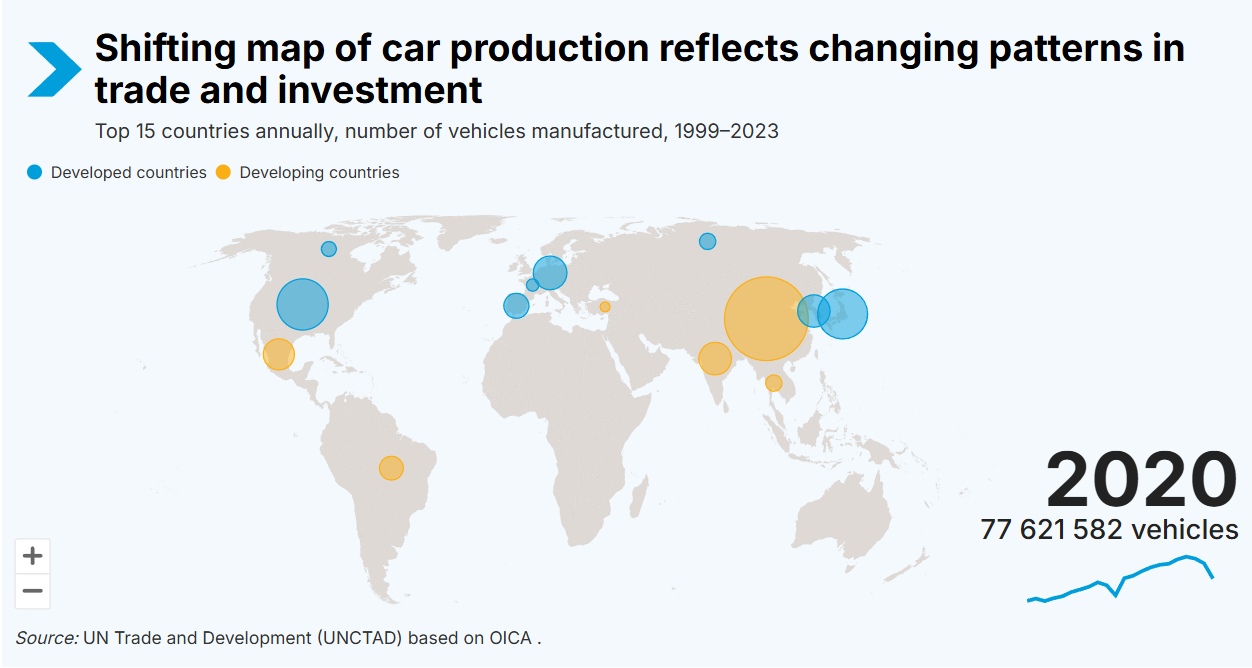 Shifting map of car production reflects changing patterns in
trade and investment
Top 15 countries annually, number of vehicles manufactured, 1999–2023
Developed countries Developing countries
2020
77 621 582 vehicles
+
−
Source: UN Trade and Development (UNCTAD) based on OICA .